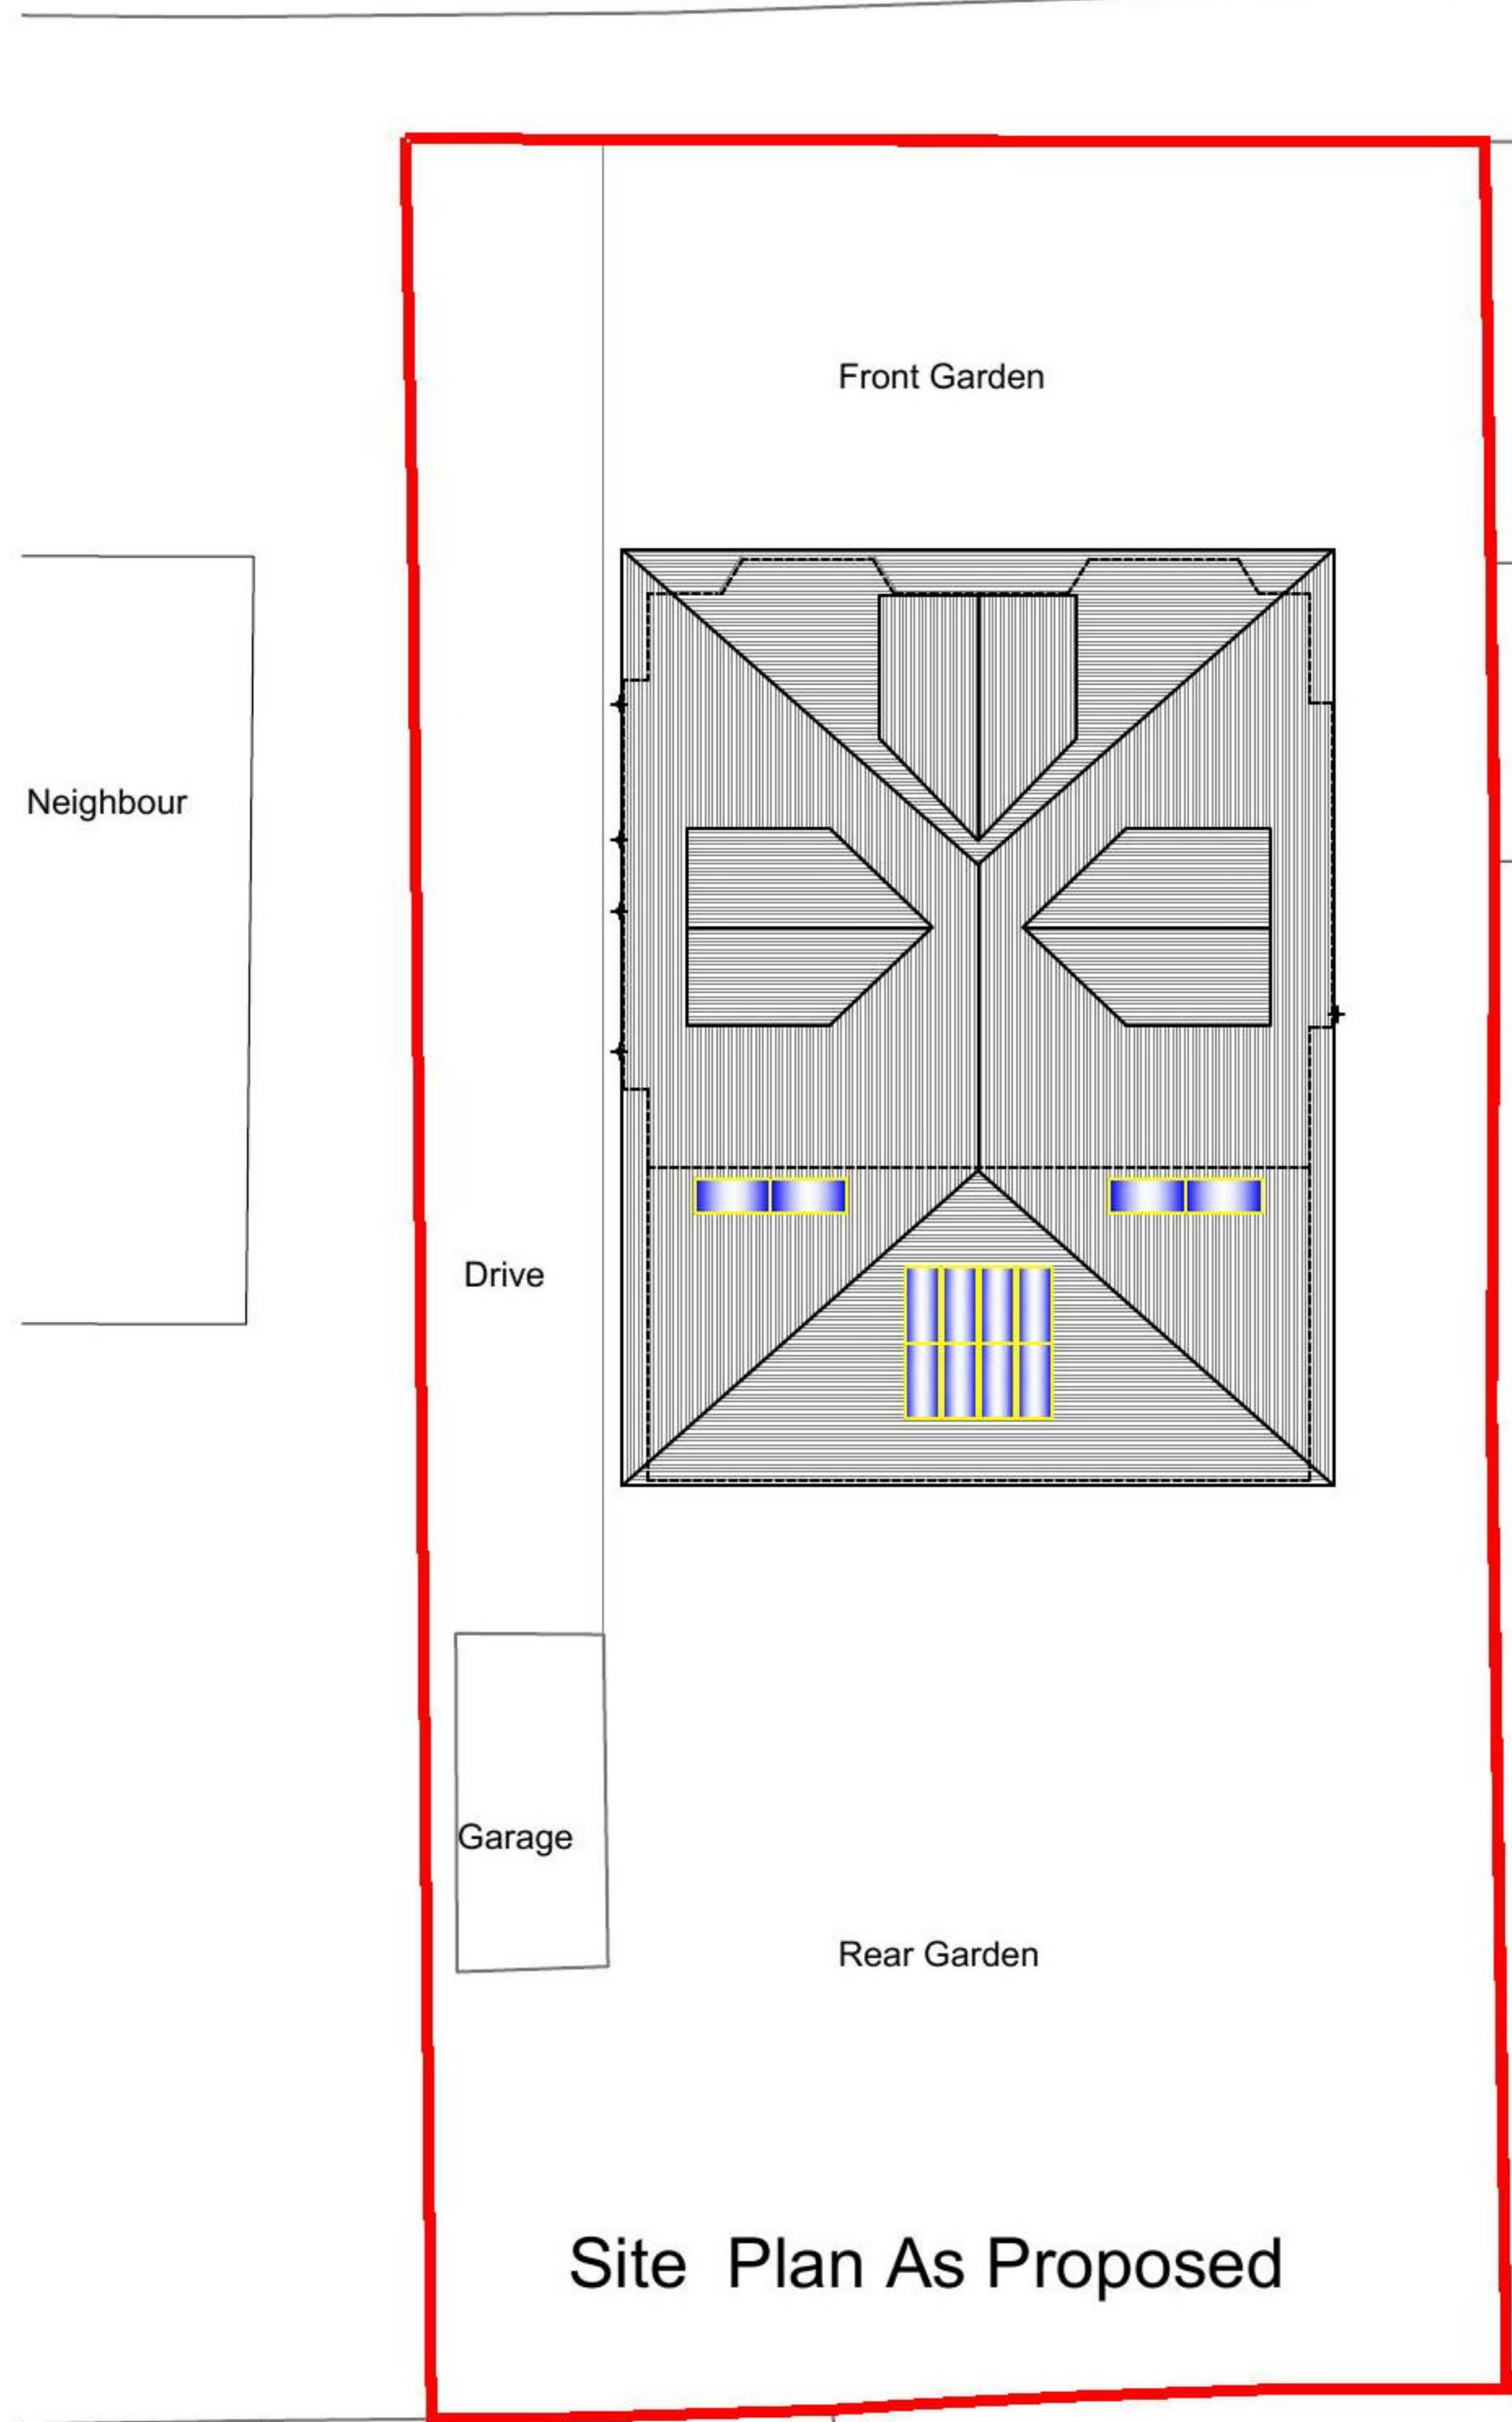 Front Garden
Neighbour
Drive
Garage
Rear Garden
Site Plan As Proposed